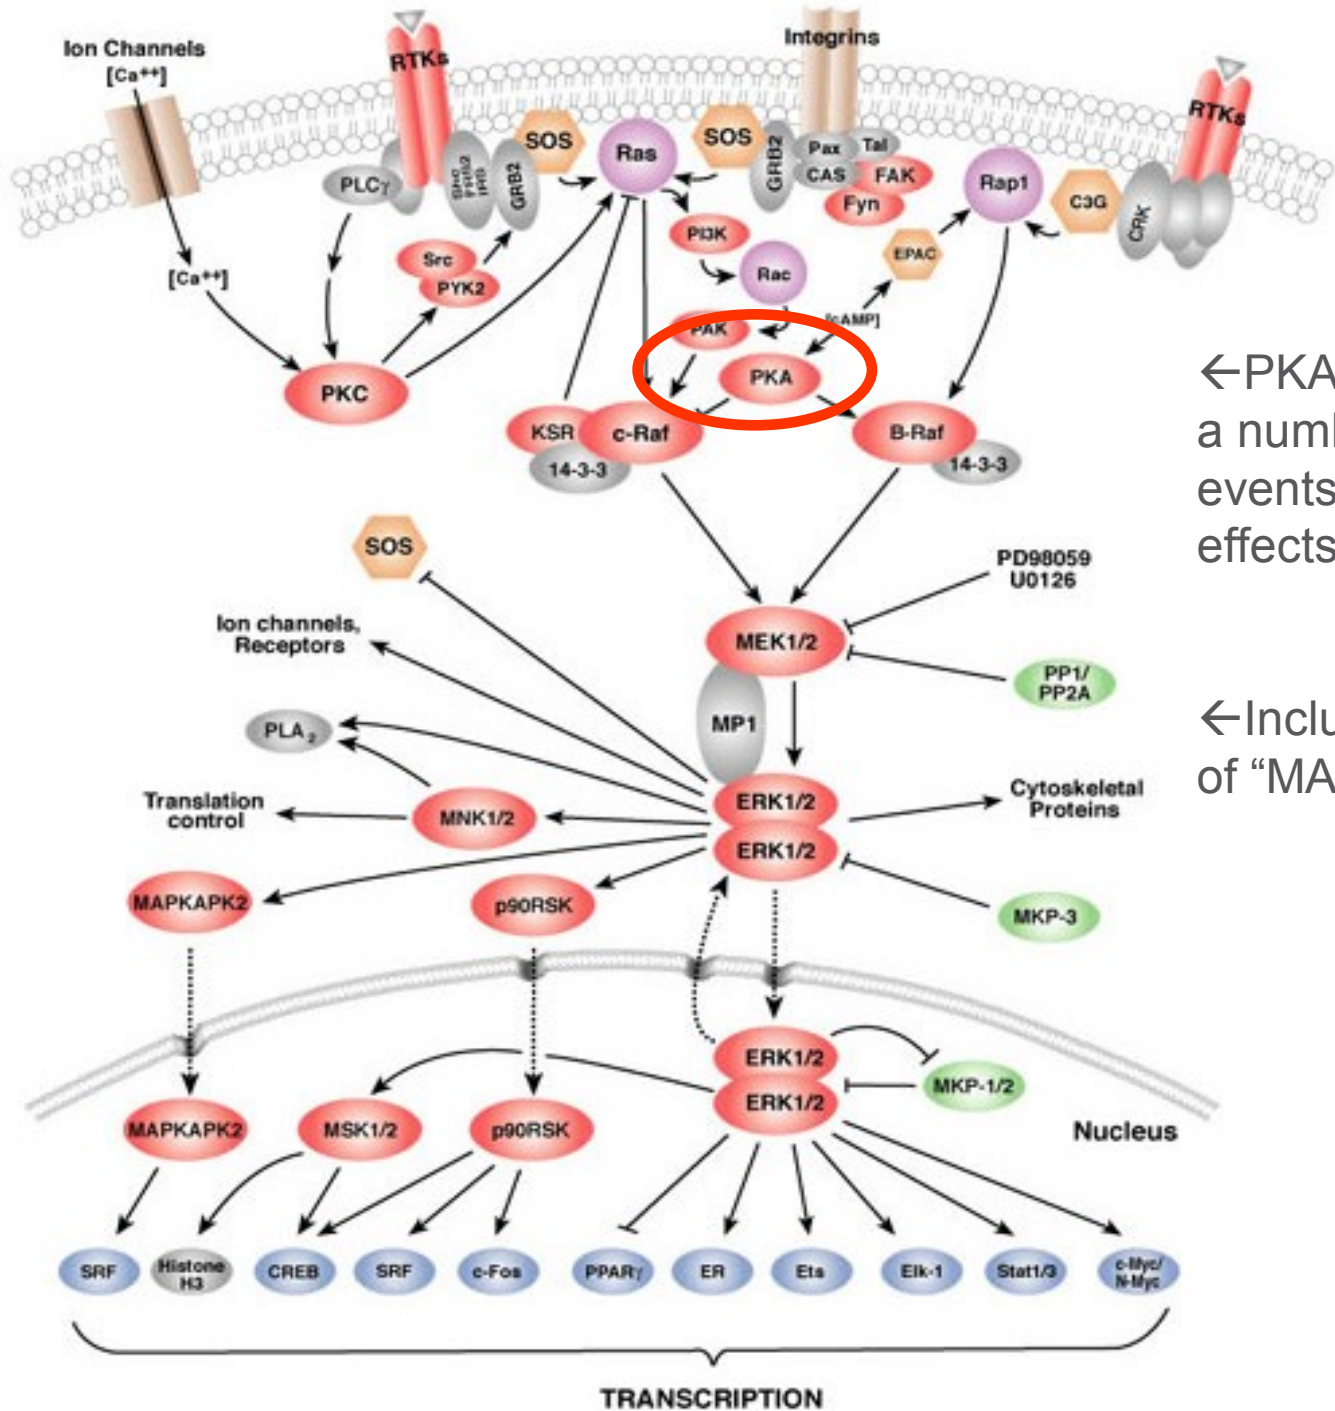 Ion Channels
[Ca++]
RTKs
Integrins
RTKs
SOS
Ras
SOS
GRB2
Pax
Tal
CAS
FAK
Fyn
Rap1
C3G
CRK
PLCγ
GRB2
PI3K
EPAC
Src
PYK2
Rac
[Ca++]
PAK
[cAMP]
PKA
PKC
KSR
c-Raf
14-3-3
B-Raf
14-3-3
←PKA
a num
events
effects
SOS
PD98059
U0126
Ion channels,
Receptors
MEK1/2
PP1/
PP2A
MP1
←Inclu
of “MA
PLA2
Translation
control
MNK1/2
ERK1/2
ERK1/2
Cytoskeletal
Proteins
MAPKAPK2
p90RSK
MKP-3
ERK1/2
ERK1/2
MKP-1/2
Nucleus
MAPKAPK2
MSK1/2
p90RSK
SRF
Histone
H3
CREB
SRF
c-Fos
PPARγ
ER
Ets
Elk-1
Stat1/3
c-Myc/
N-Myc
TRANSCRIPTION